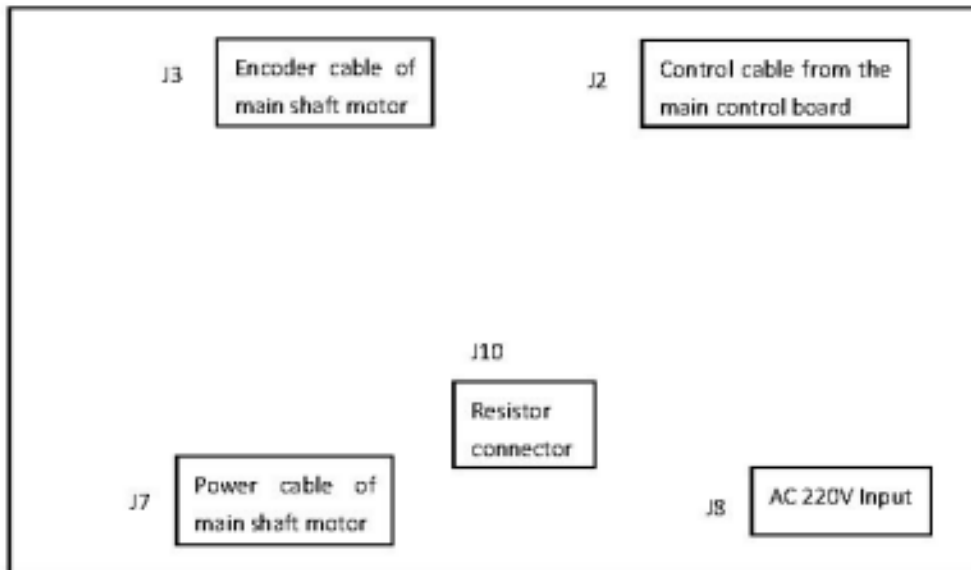 J3
Encoder cable of
main shaft motor
J2
Control cable from the
main control board
J10
Resistor
connector
J7
Power cable of
main shaft motor
J8
AC 220V Input